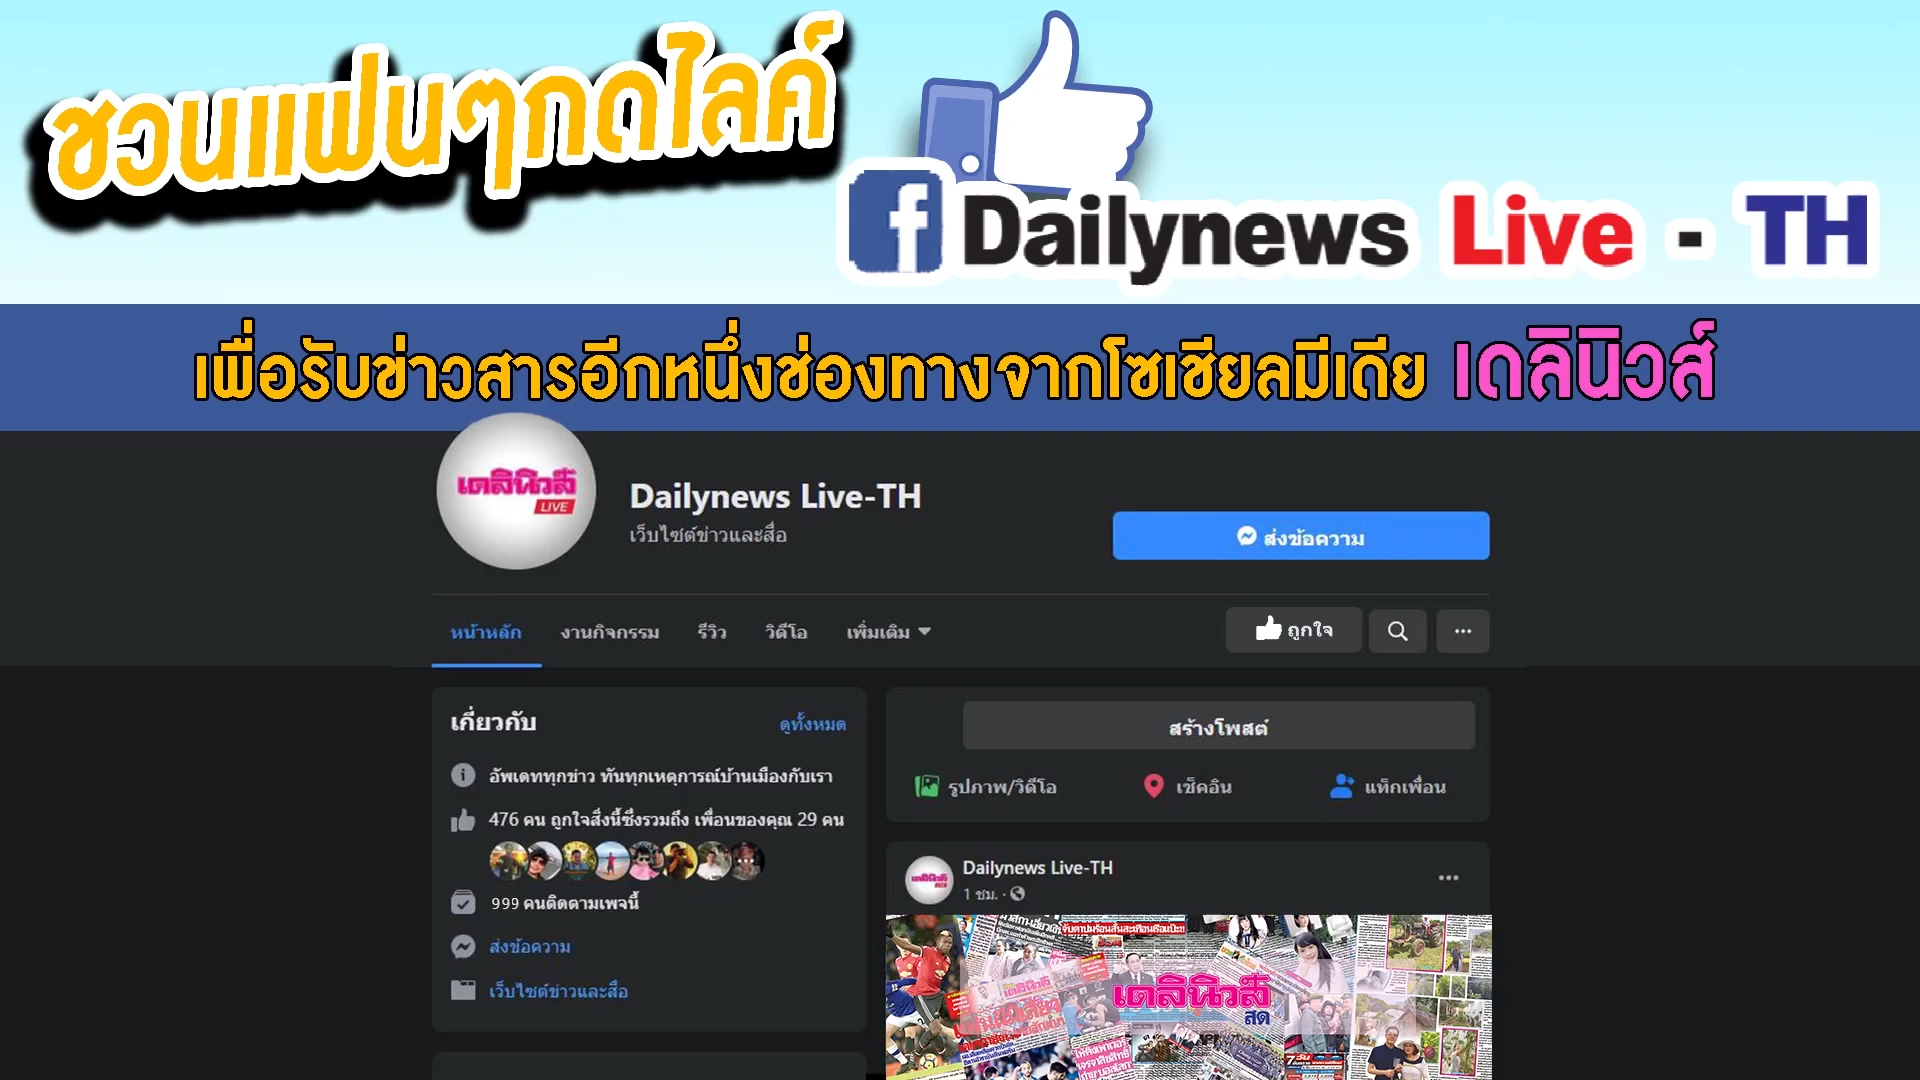 ชวนแฟนๆกดไลค์
f Dailynews Live - TH
เพื่อรับข่าวสารอีกหนึ่งช่องทางจากโซเชียลมีเดีย เดลินิวส์
เดลินิวส์
LIVE
Dailynews Live-TH
เว็บไซต์ข่าวและสื่อ
ส่งข้อความ
หน้าหลัก งานกิจกรรม รีวิว วิดีโอ เพิ่มเติม
ถูกใจ
เกี่ยวกับ ดูทั้งหมด
อัพเดททุกข่าว ทันทุกเหตุการณ์บ้านเมืองกับเรา
476 คน ถูกใจสิ่งนี้ซึ่งรวมถึง เพื่อนของคุณ 29 คน
999 คนติดตามเพจนี้
ส่งข้อความ
เว็บไซต์ข่าวและสื่อ
สร้างโพสต์
รูปภาพ/วิดีโอ เช็คอิน แท็กเพื่อน
Dailynews Live-TH
1 ชม. ·
เดลินิวส์
สด